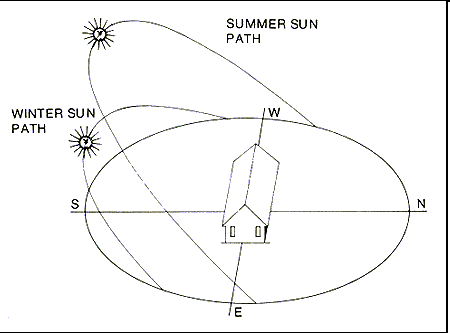 SUMMER SUN
PATH
WINTER SUN
PATH
W
S
N
E